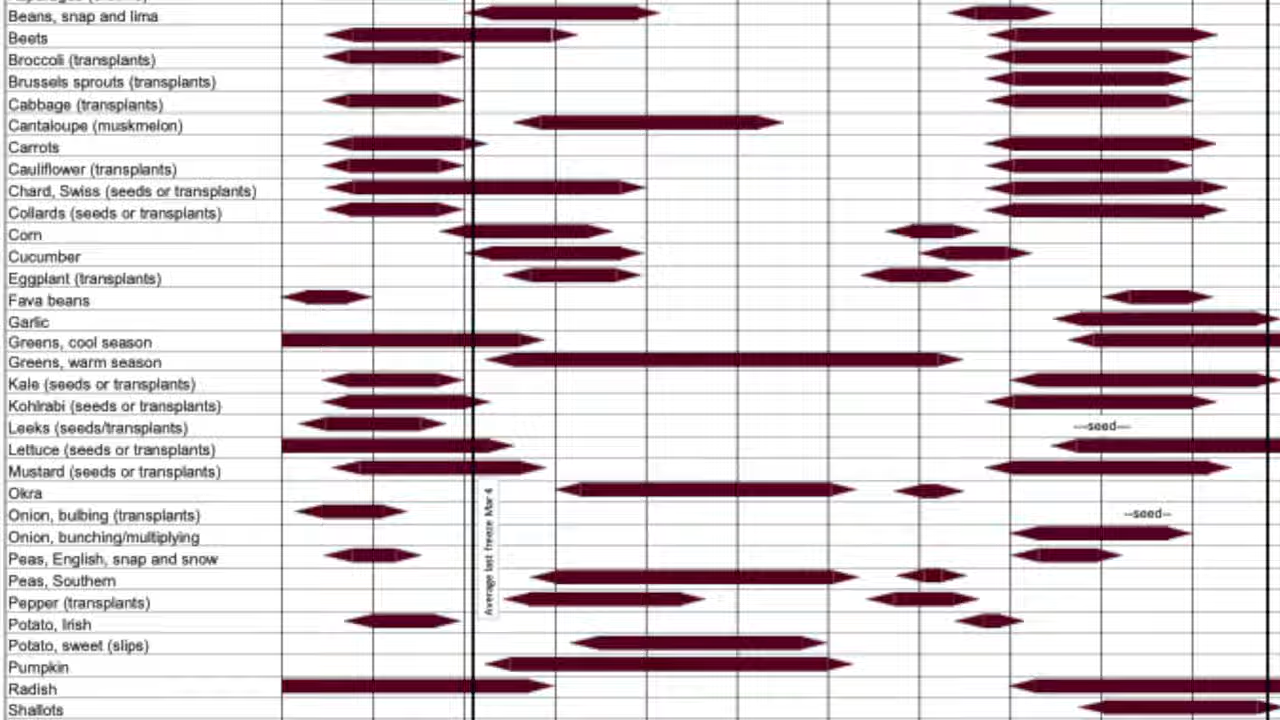 Beans, snap and lima
Beets
Broccoli (transplants)
Brussels sprouts (transplants)
Cabbage (transplants)
Cantaloupe (muskmelon)
Carrots
Cauliflower (transplants)
Chard, Swiss (seeds or transplants)
Collards (seeds or transplants)
Corn
Cucumber
Eggplant (transplants)
Fava beans
Garlic
Greens, cool season
Greens, warm season
Kale (seeds or transplants)
Kohlrabi (seeds or transplants)
Leeks (seeds/transplants)
---seed---
Lettuce (seeds or transplants)
Mustard (seeds or transplants)
Okra
Average last freeze Mar 4
Onion, bulbing (transplants)
--seed--
Onion, bunching/multiplying
Peas, English, snap and snow
Peas, Southern
Pepper (transplants)
Potato, Irish
Potato, sweet (slips)
Pumpkin
Radish
Shallots